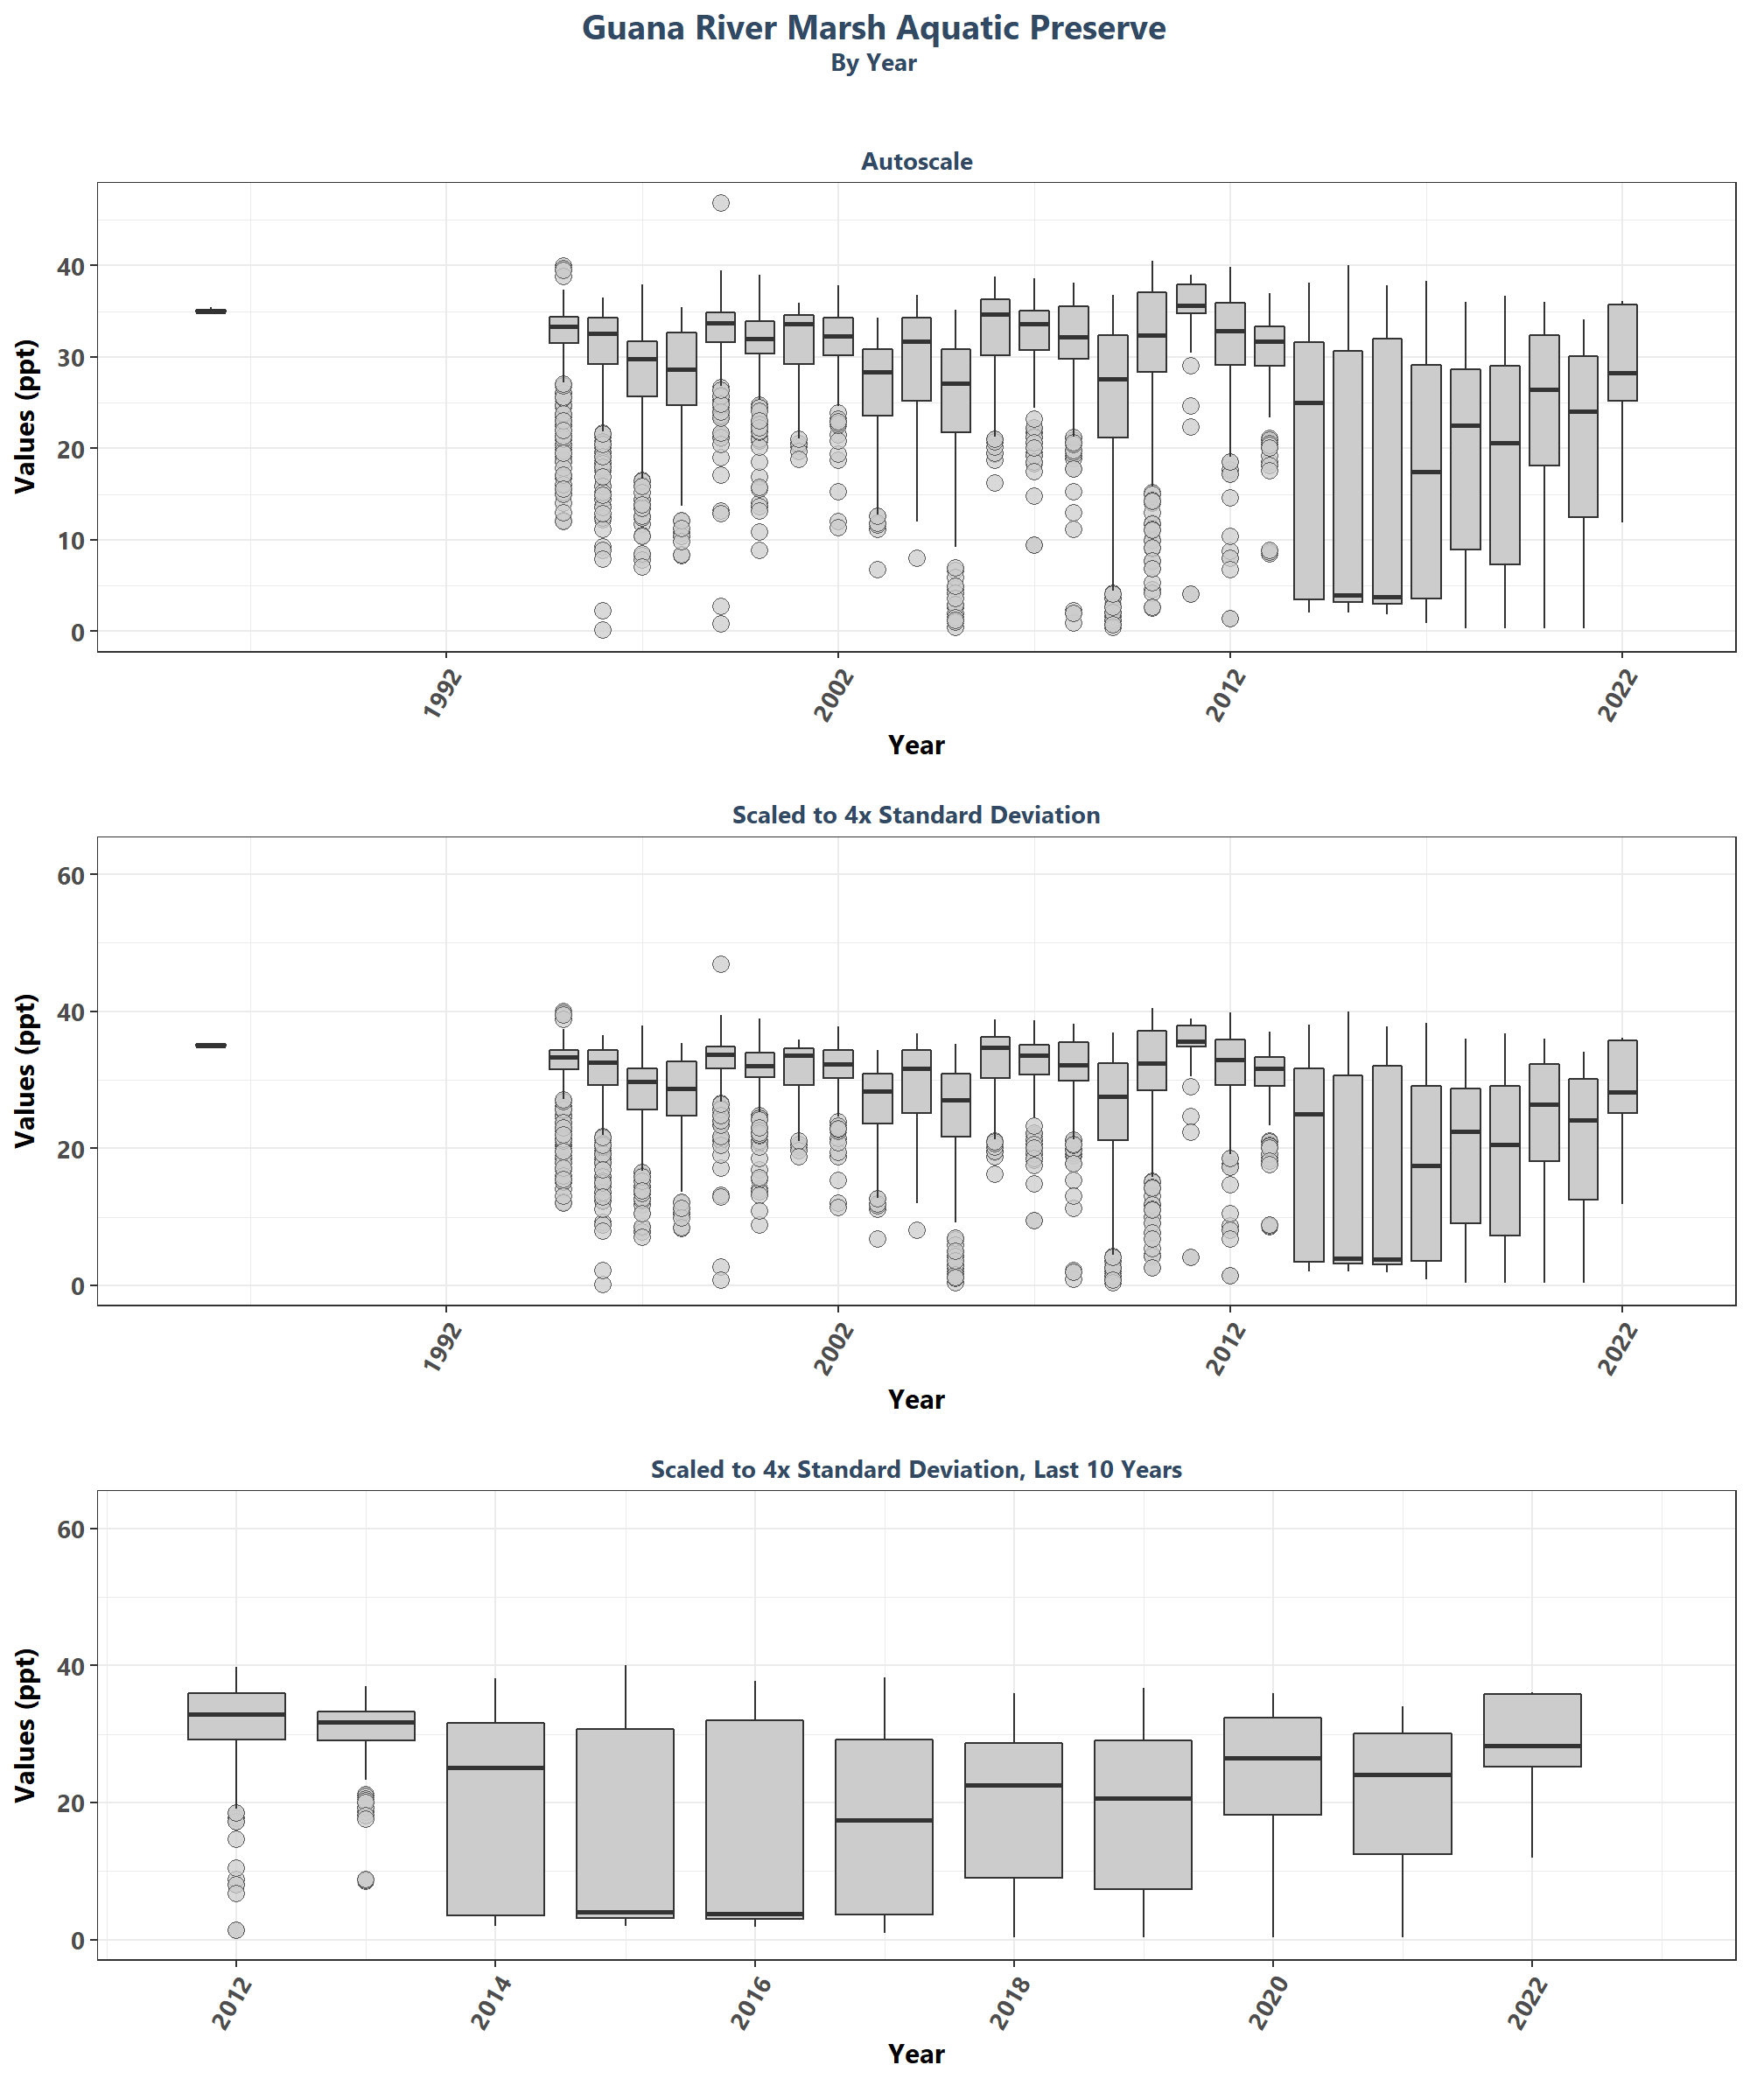 Guana River Marsh Aquatic Preserve
By Year
Autoscale
Values (ppt)
40
30
20
10
0
1992
2002
2012
2022
Year
Scaled to 4x Standard Deviation
Values (ppt)
60
40
20
0
1992
2002
2012
2022
Year
Scaled to 4x Standard Deviation, Last 10 Years
Values (ppt)
60
40
20
0
2012
2014
2016
2018
2020
2022
Year